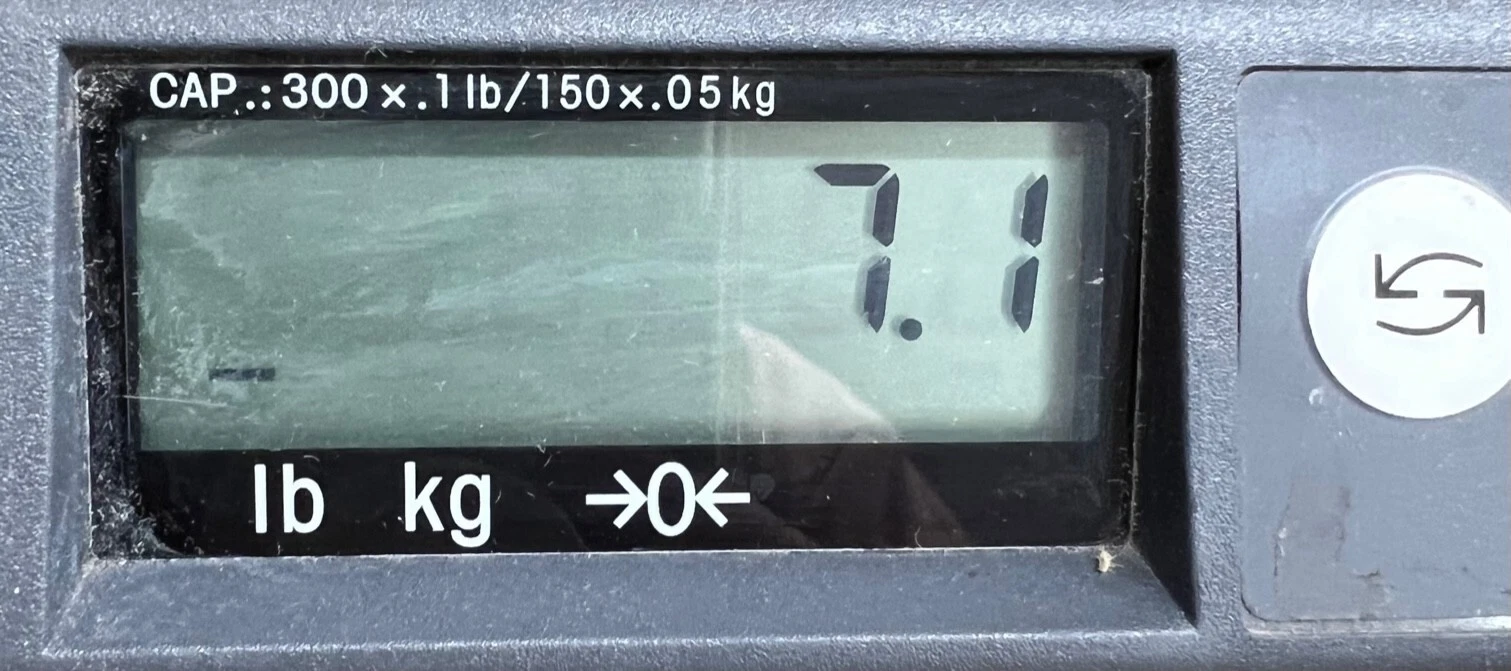 CAP.:300 x .1 lb/150 x .05 kg
7.1
lb kg →0←